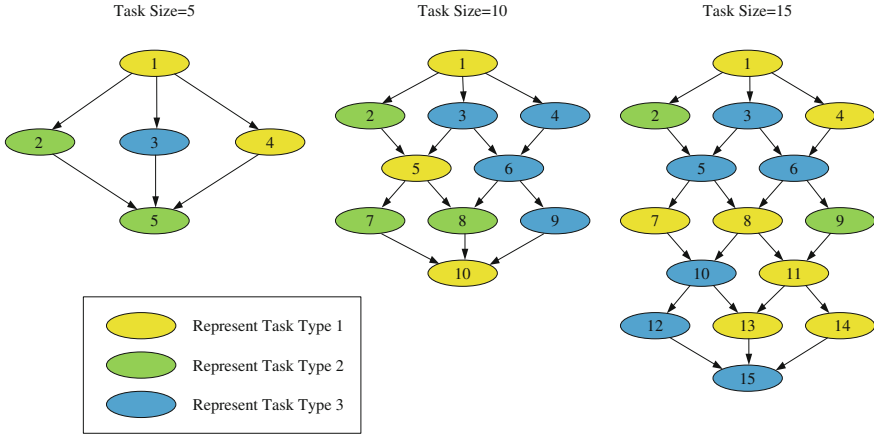 Task Size=5 Task Size=10 Task Size=15
1 1 1
2 3 4 2 3 4 2 3 4
5 6 5 6
5 7 8 9 7 8 9
10 10 11
12 13 14
15
Represent Task Type 1
Represent Task Type 2
Represent Task Type 3